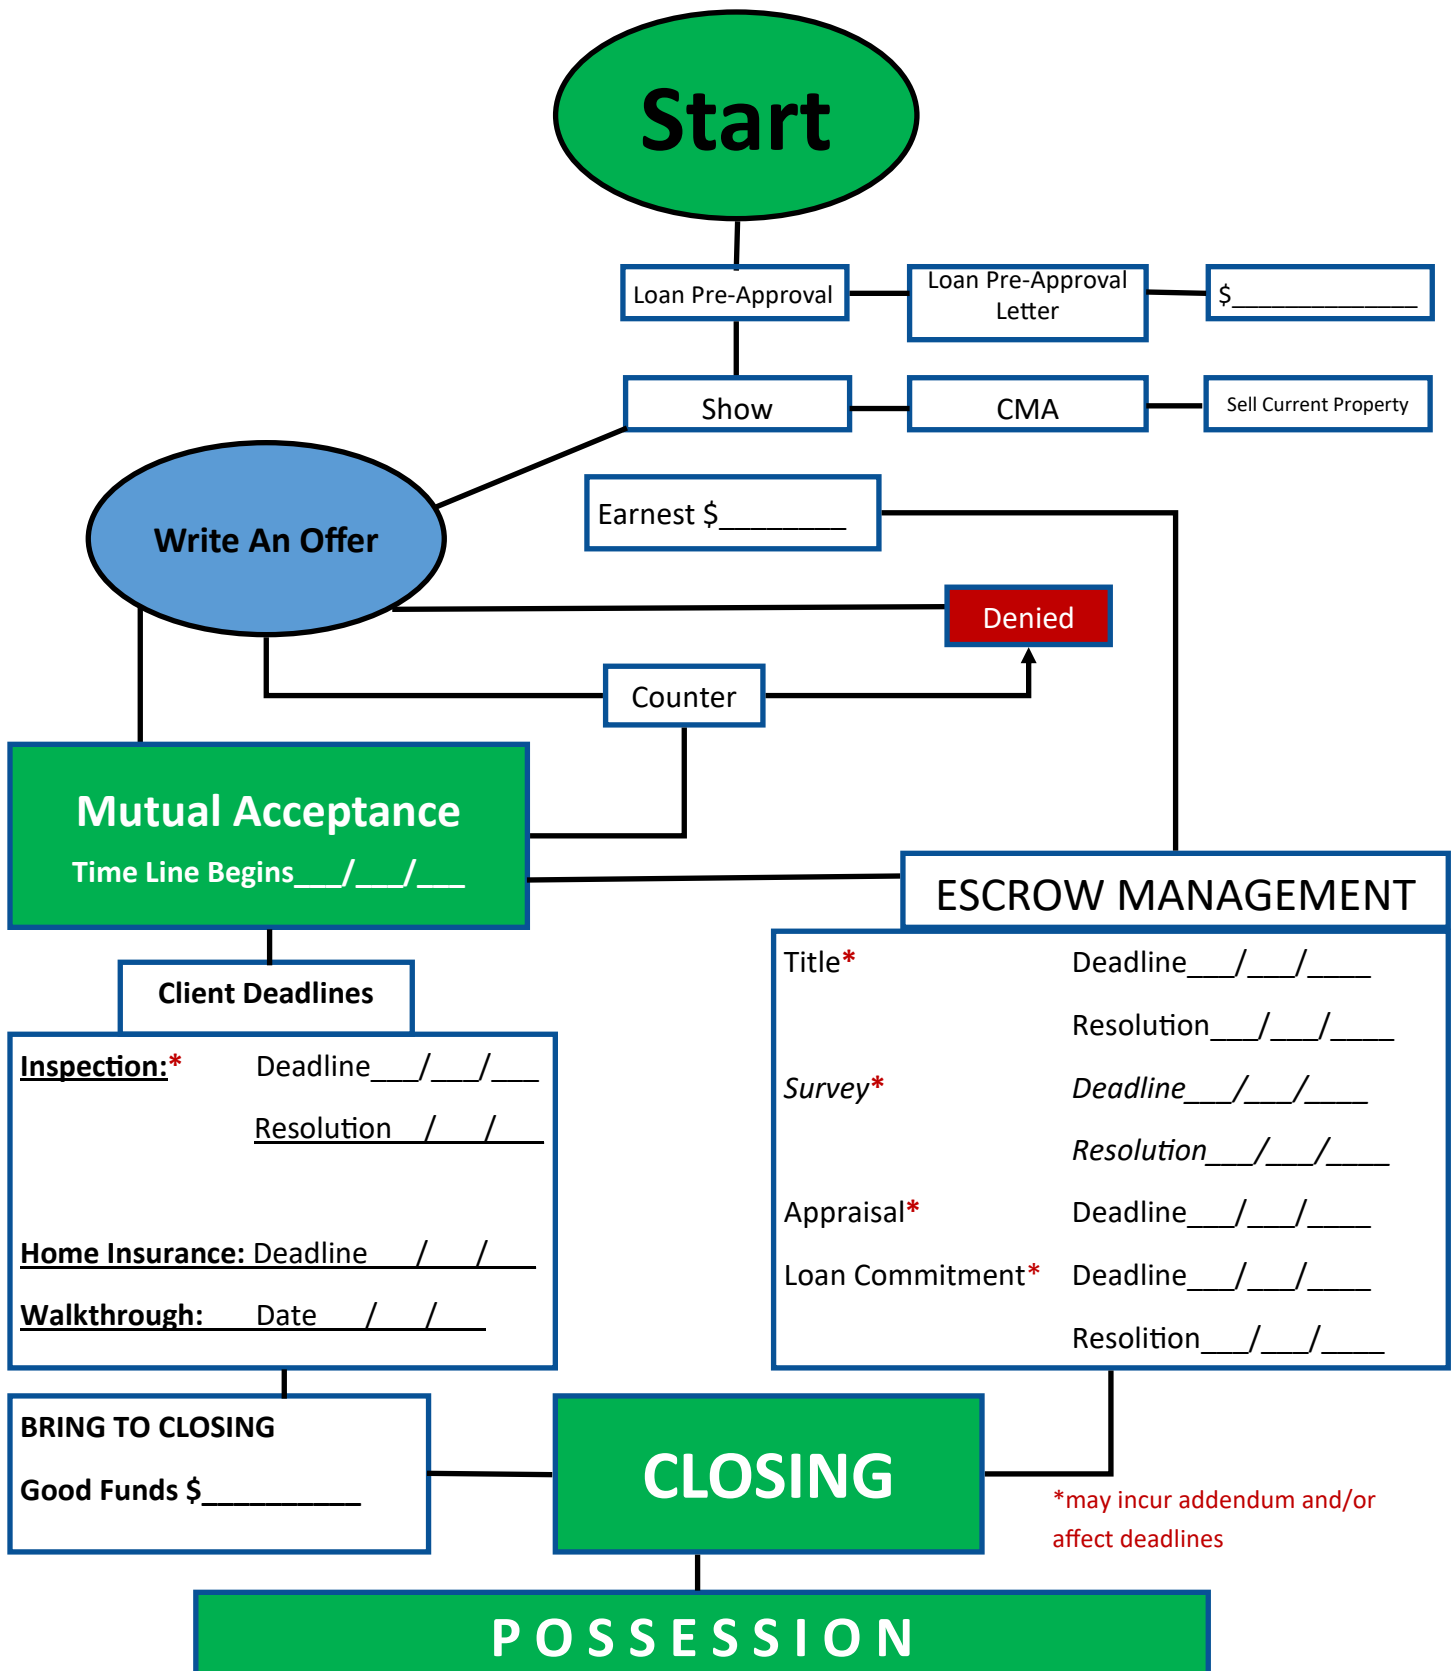 Start
Loan Pre-Approval
Loan Pre-Approval
Letter
$______________
Show
CMA
Sell Current Property
Write An Offer
Earnest $________
Denied
Counter
Mutual Acceptance
Time Line Begins___/___/___
ESCROW MANAGEMENT
Client Deadlines
Title* Deadline___/___/____
Resolution___/___/____
Survey* Deadline___/___/____
Resolution___/___/____
Appraisal* Deadline___/___/____
Loan Commitment* Deadline___/___/____
Resolition___/___/____
Inspection:* Deadline___/___/___
Resolution___/___/___
Home Insurance: Deadline___/___/___
Walkthrough: Date___/___/___
BRING TO CLOSING
Good Funds $__________
CLOSING
*may incur addendum and/or
affect deadlines
P O S S E S S I O N